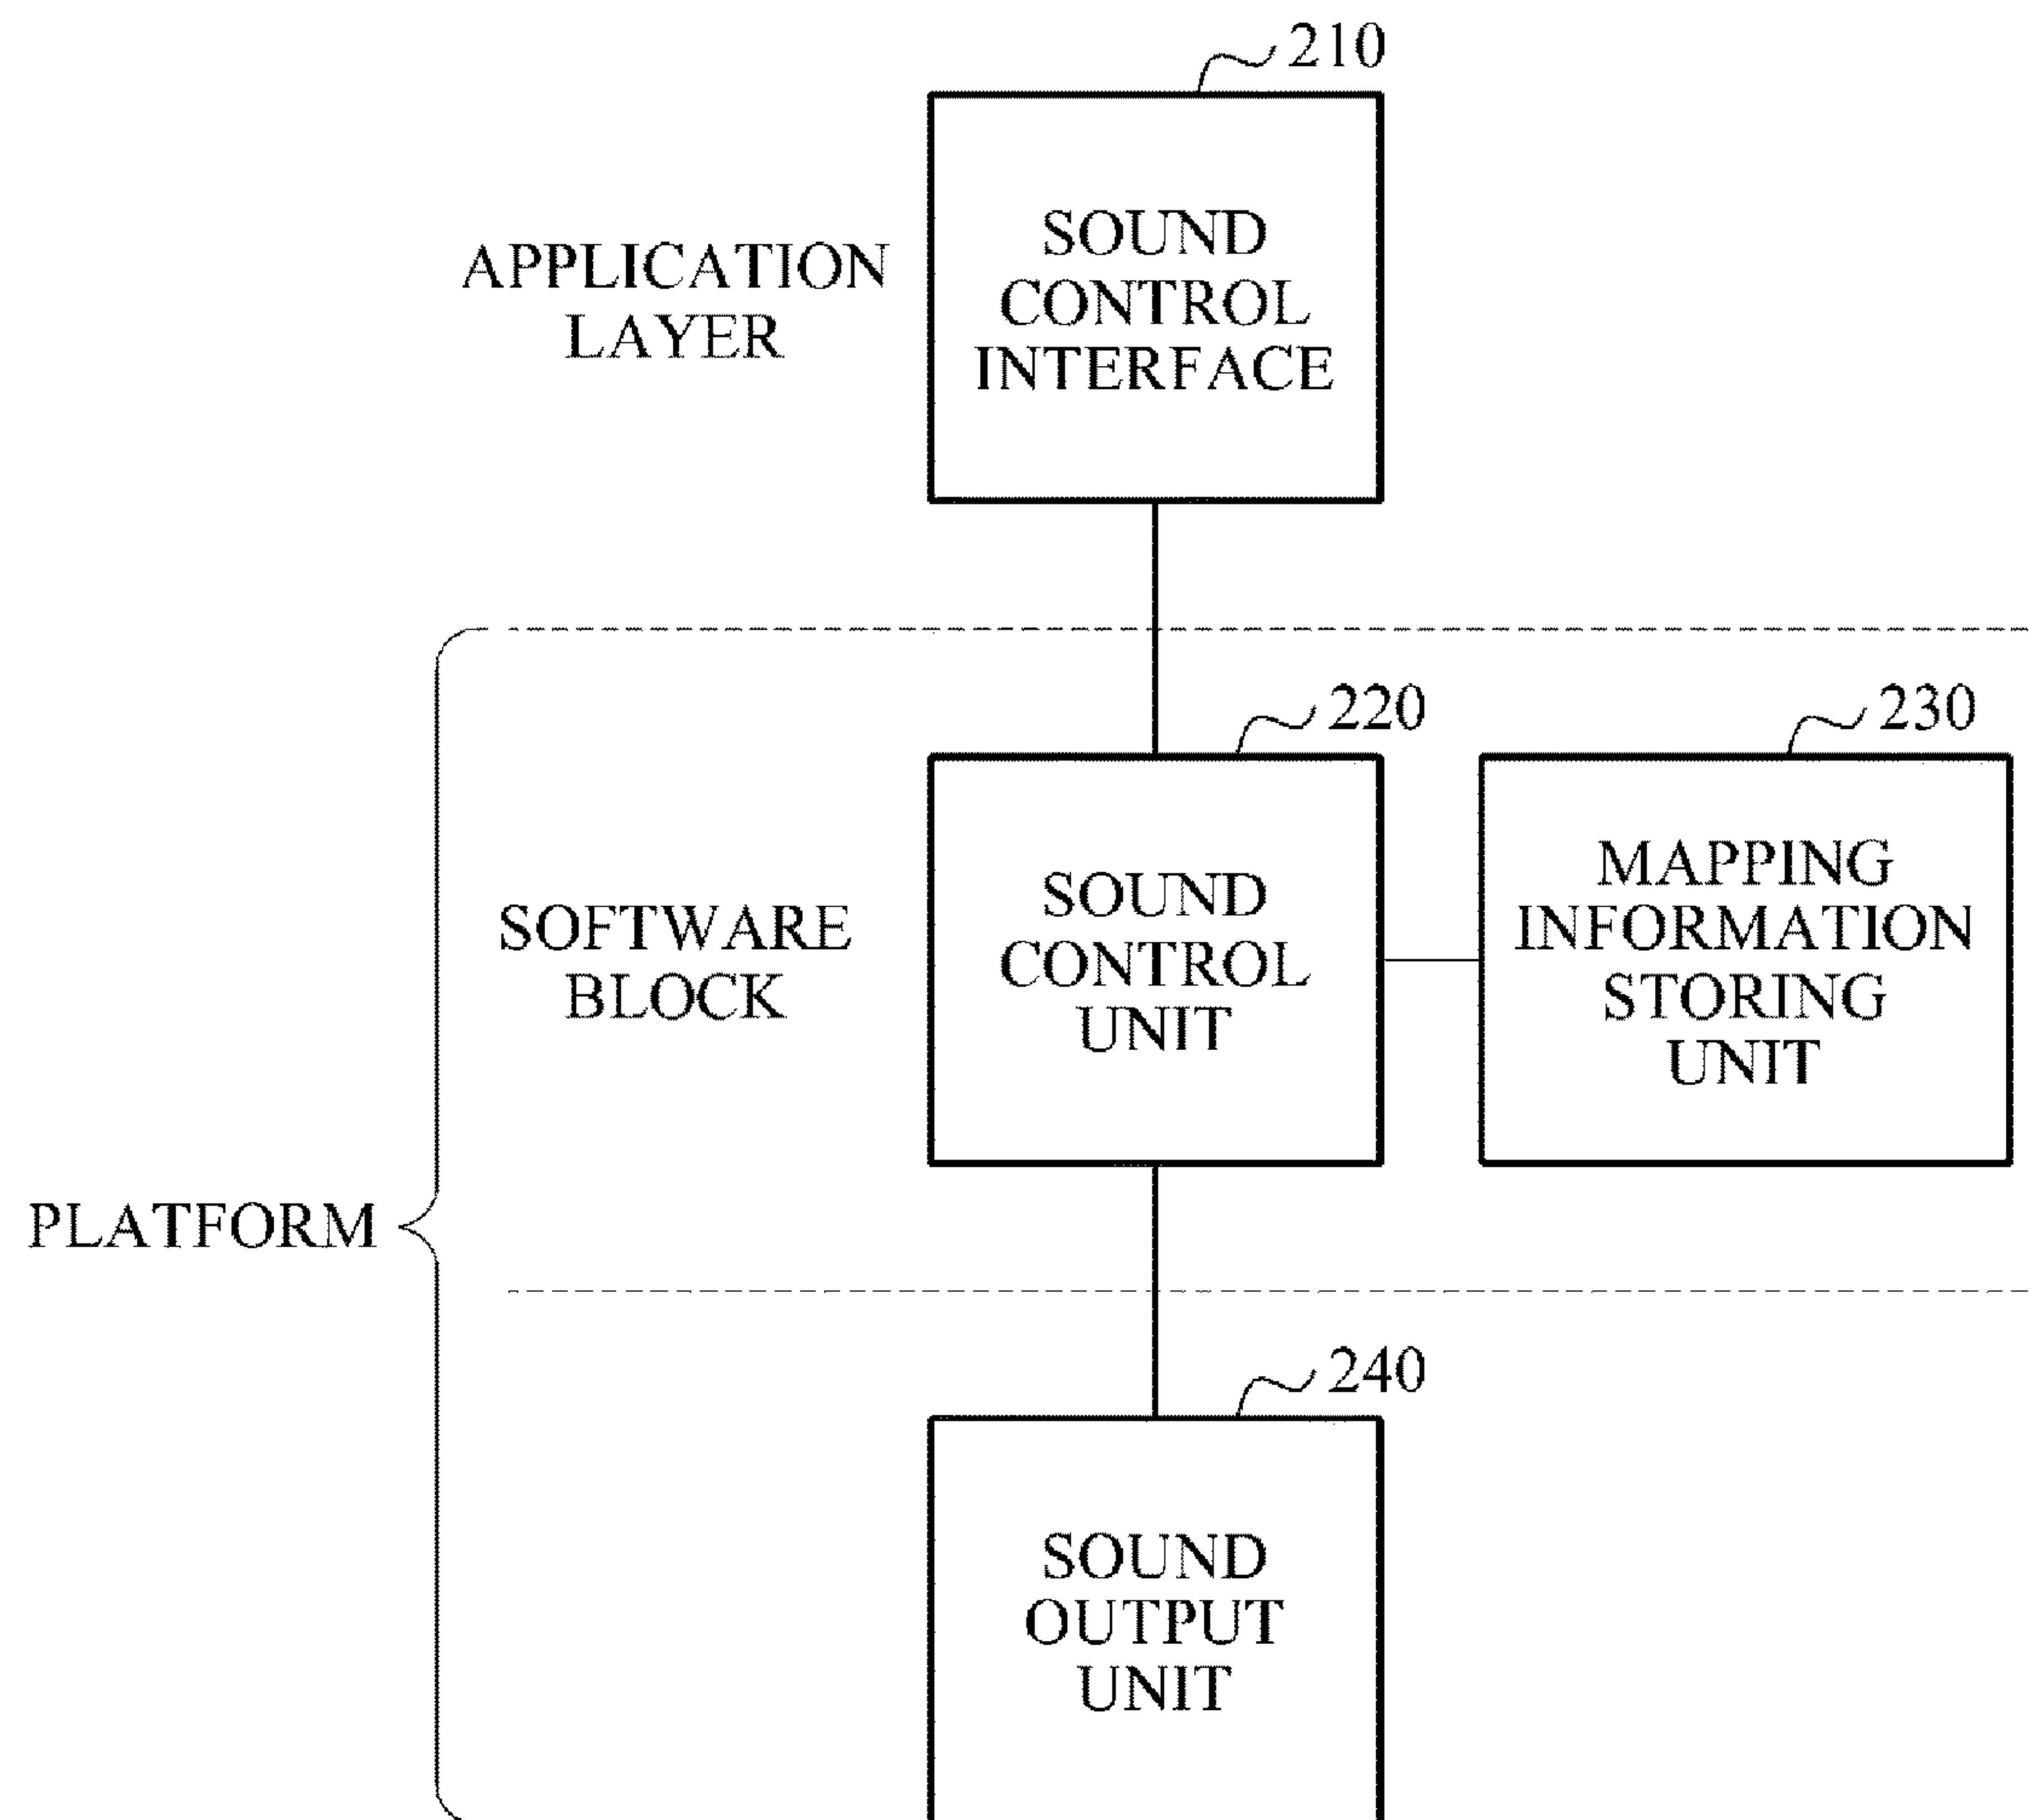 210
SOUND
CONTROL
INTERFACE
APPLICATION
LAYER
220
230
SOUND
CONTROL
UNIT
MAPPING
INFORMATION
STORING
UNIT
SOFTWARE
BLOCK
PLATFORM
240
SOUND
OUTPUT
UNIT